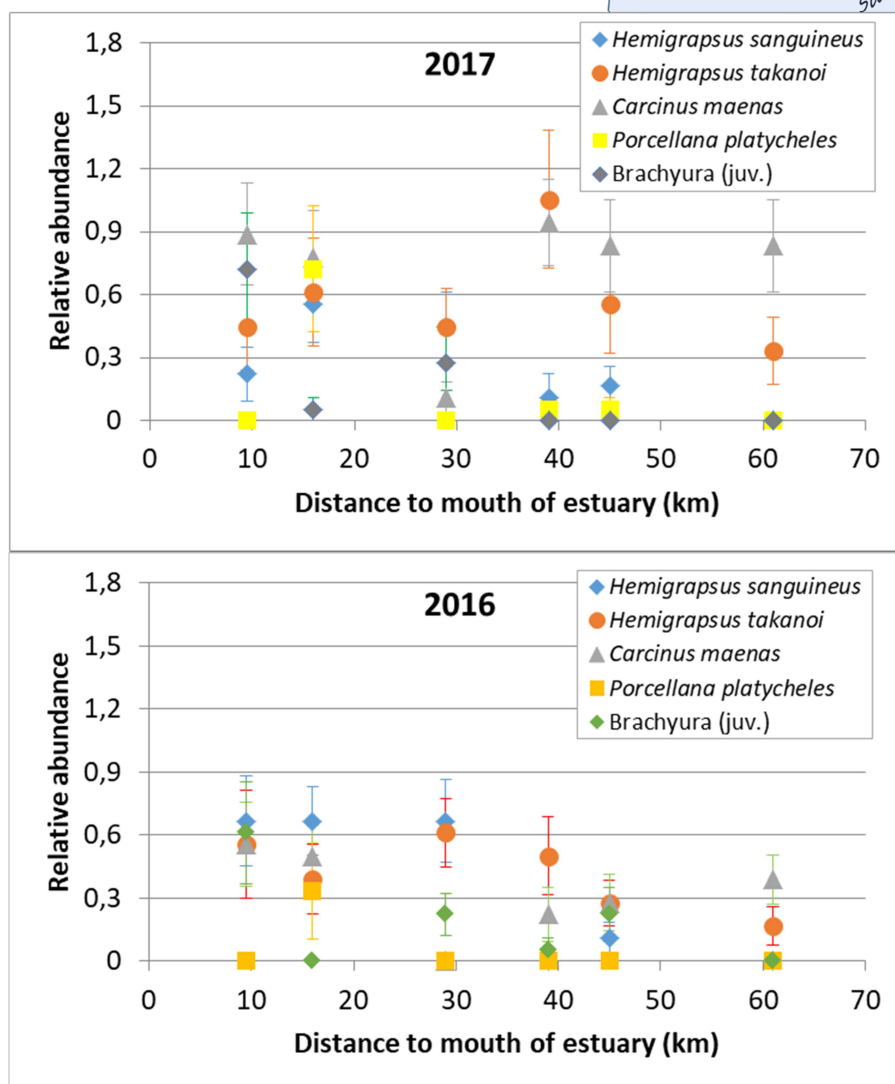 2017
Hemigrapsus sanguineus
Hemigrapsus takanoi
Carcinus maenas
Porcellana platycheles
Brachyura (juv.)
Relative abundance
1,8
1,5
1,2
0,9
0,6
0,3
0
0 10 20 30 40 50 60 70
Distance to mouth of estuary (km)
2016
Hemigrapsus sanguineus
Hemigrapsus takanoi
Carcinus maenas
Porcellana platycheles
Brachyura (juv.)
Relative abundance
1,8
1,5
1,2
0,9
0,6
0,3
0
0 10 20 30 40 50 60 70
Distance to mouth of estuary (km)